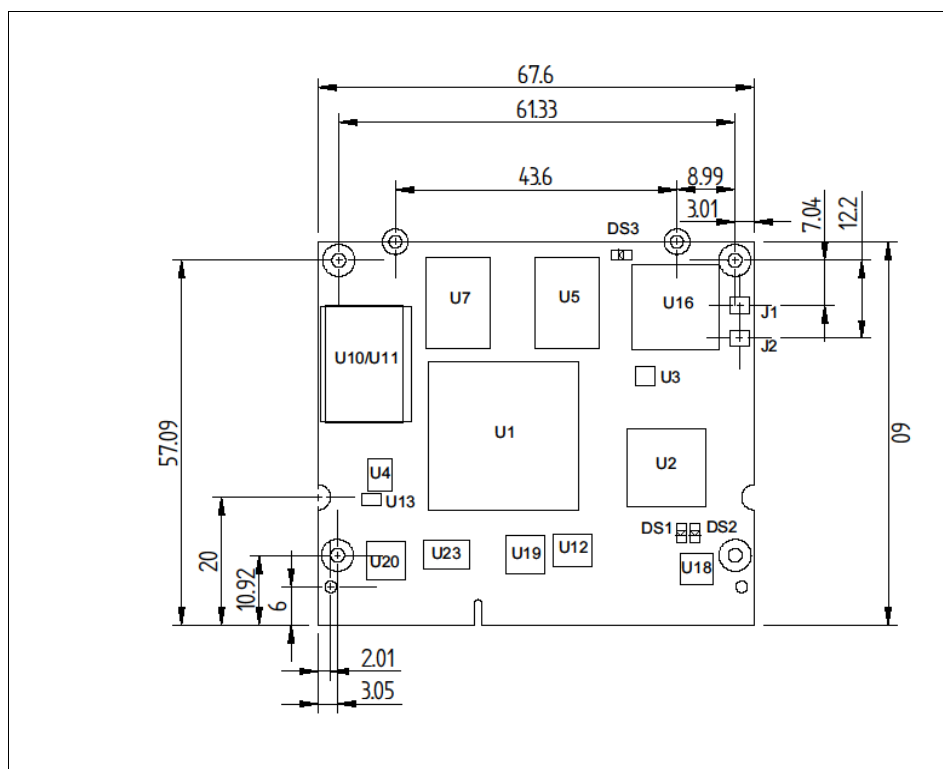 67.6
61.33
43.6
8.99
3.01
7.04
12.2
DS3
U7
U5
U16
J1
J2
U10/U11
U3
U1
57.09
60
U4
U2
U13
20
DS1
DS2
U23
U19
U12
U20
U18
10.92
6
2.01
3.05